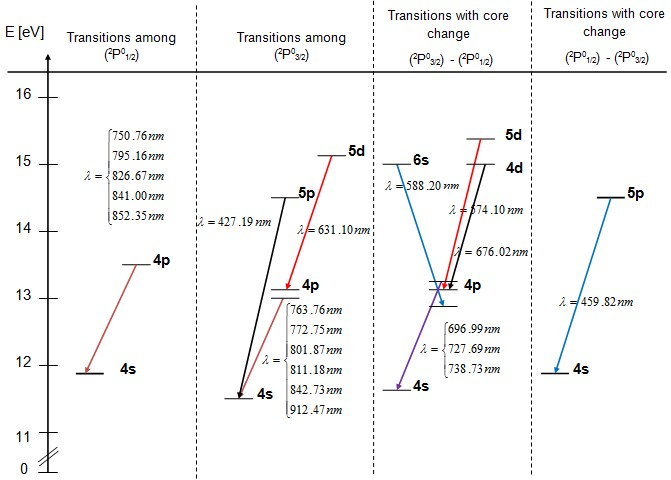 E [eV]
Transitions among
(²P⁰₁/₂)
Transitions among
(²P⁰₃/₂)
Transitions with core
change
(²P⁰₃/₂) - (²P⁰₁/₂)
Transitions with core
change
(²P⁰₁/₂) - (²P⁰₃/₂)
16
15
14
13
12
11
0
λ =
750.76nm
795.16nm
826.67nm
841.00nm
852.35nm
4p
4s
5d
5p
λ = 427.19nm
λ = 631.10nm
4p
λ =
763.76nm
772.75nm
801.87nm
811.18nm
842.73nm
912.47nm
4s
5d
6s
4d
λ = 588.20nm
λ = 574.10nm
λ = 676.02nm
4p
λ =
696.99nm
727.69nm
738.73nm
4s
5p
λ = 459.82nm
4s